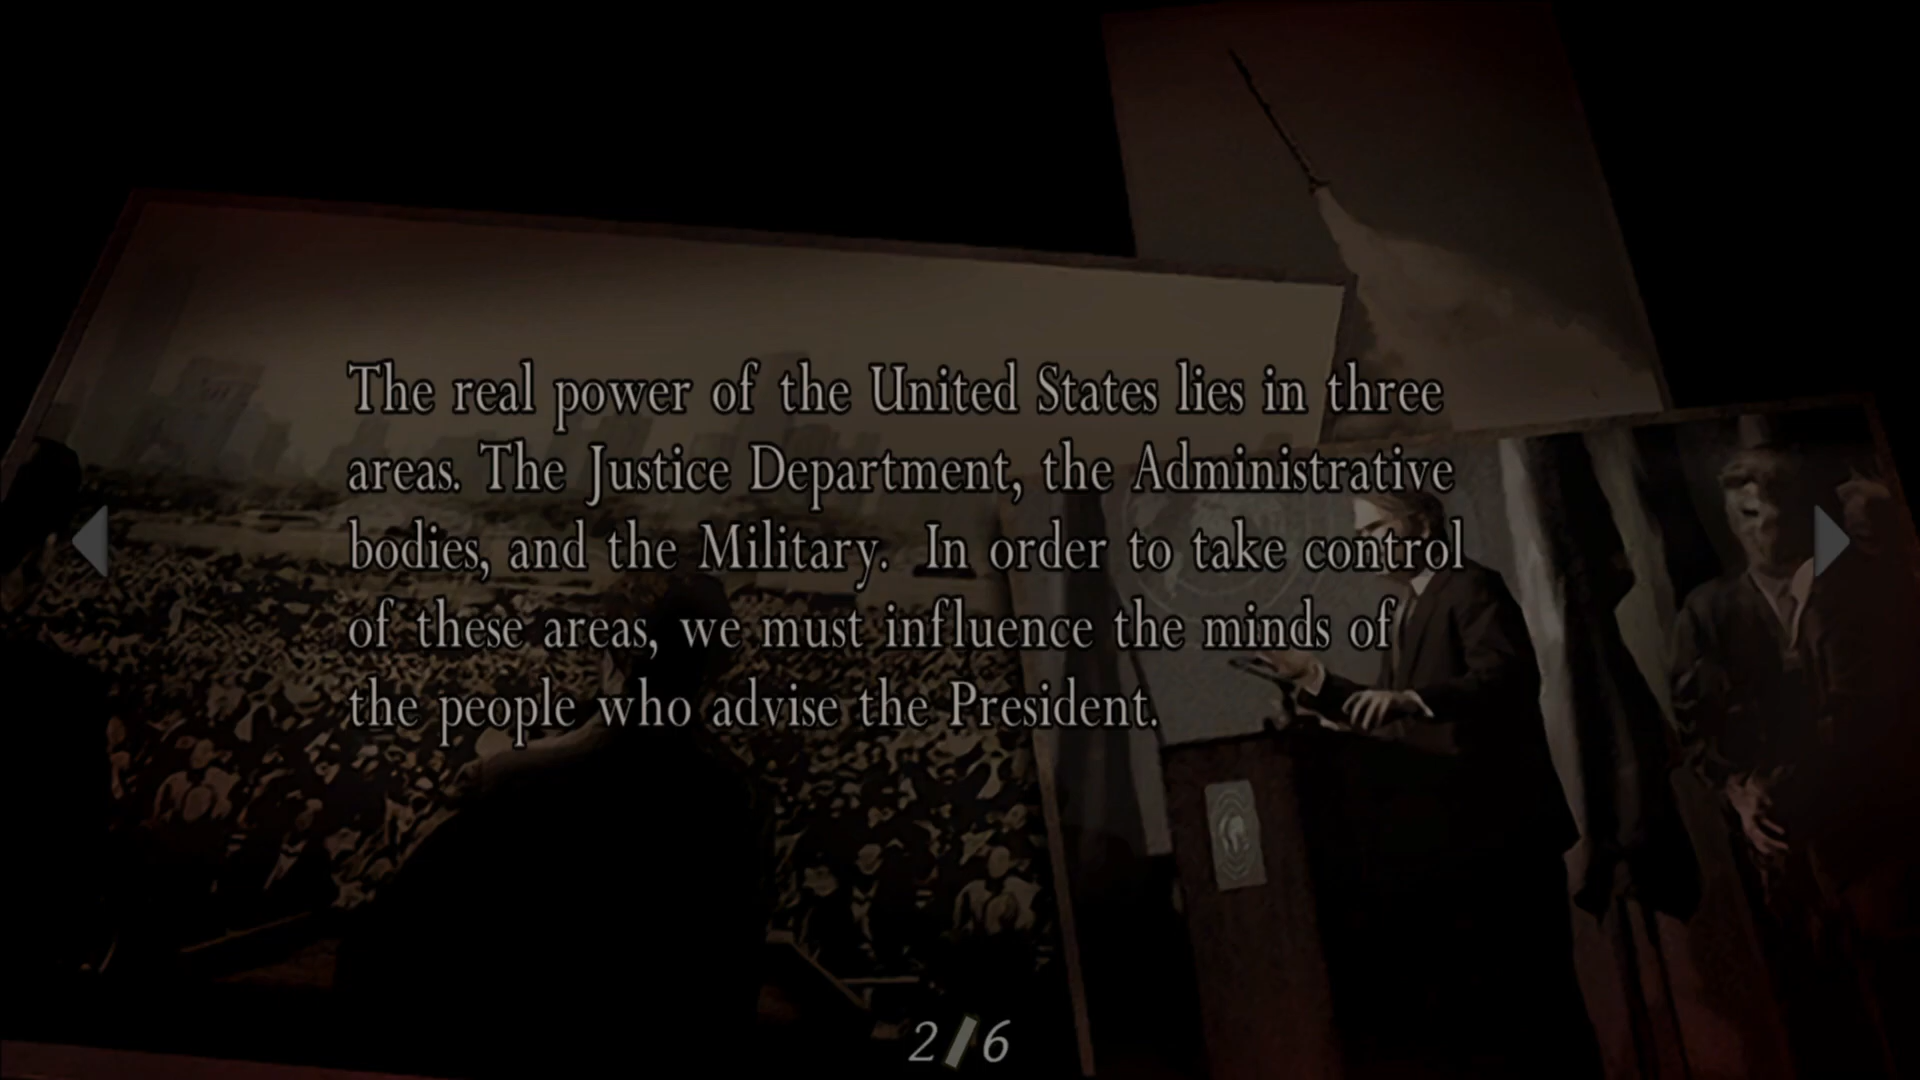 The real power of the United States lies in three
areas. The Justice Department, the Administrative
bodies, and the Military.  In order to take control
of these areas, we must influence the minds of
the people who advise the President.
2/6